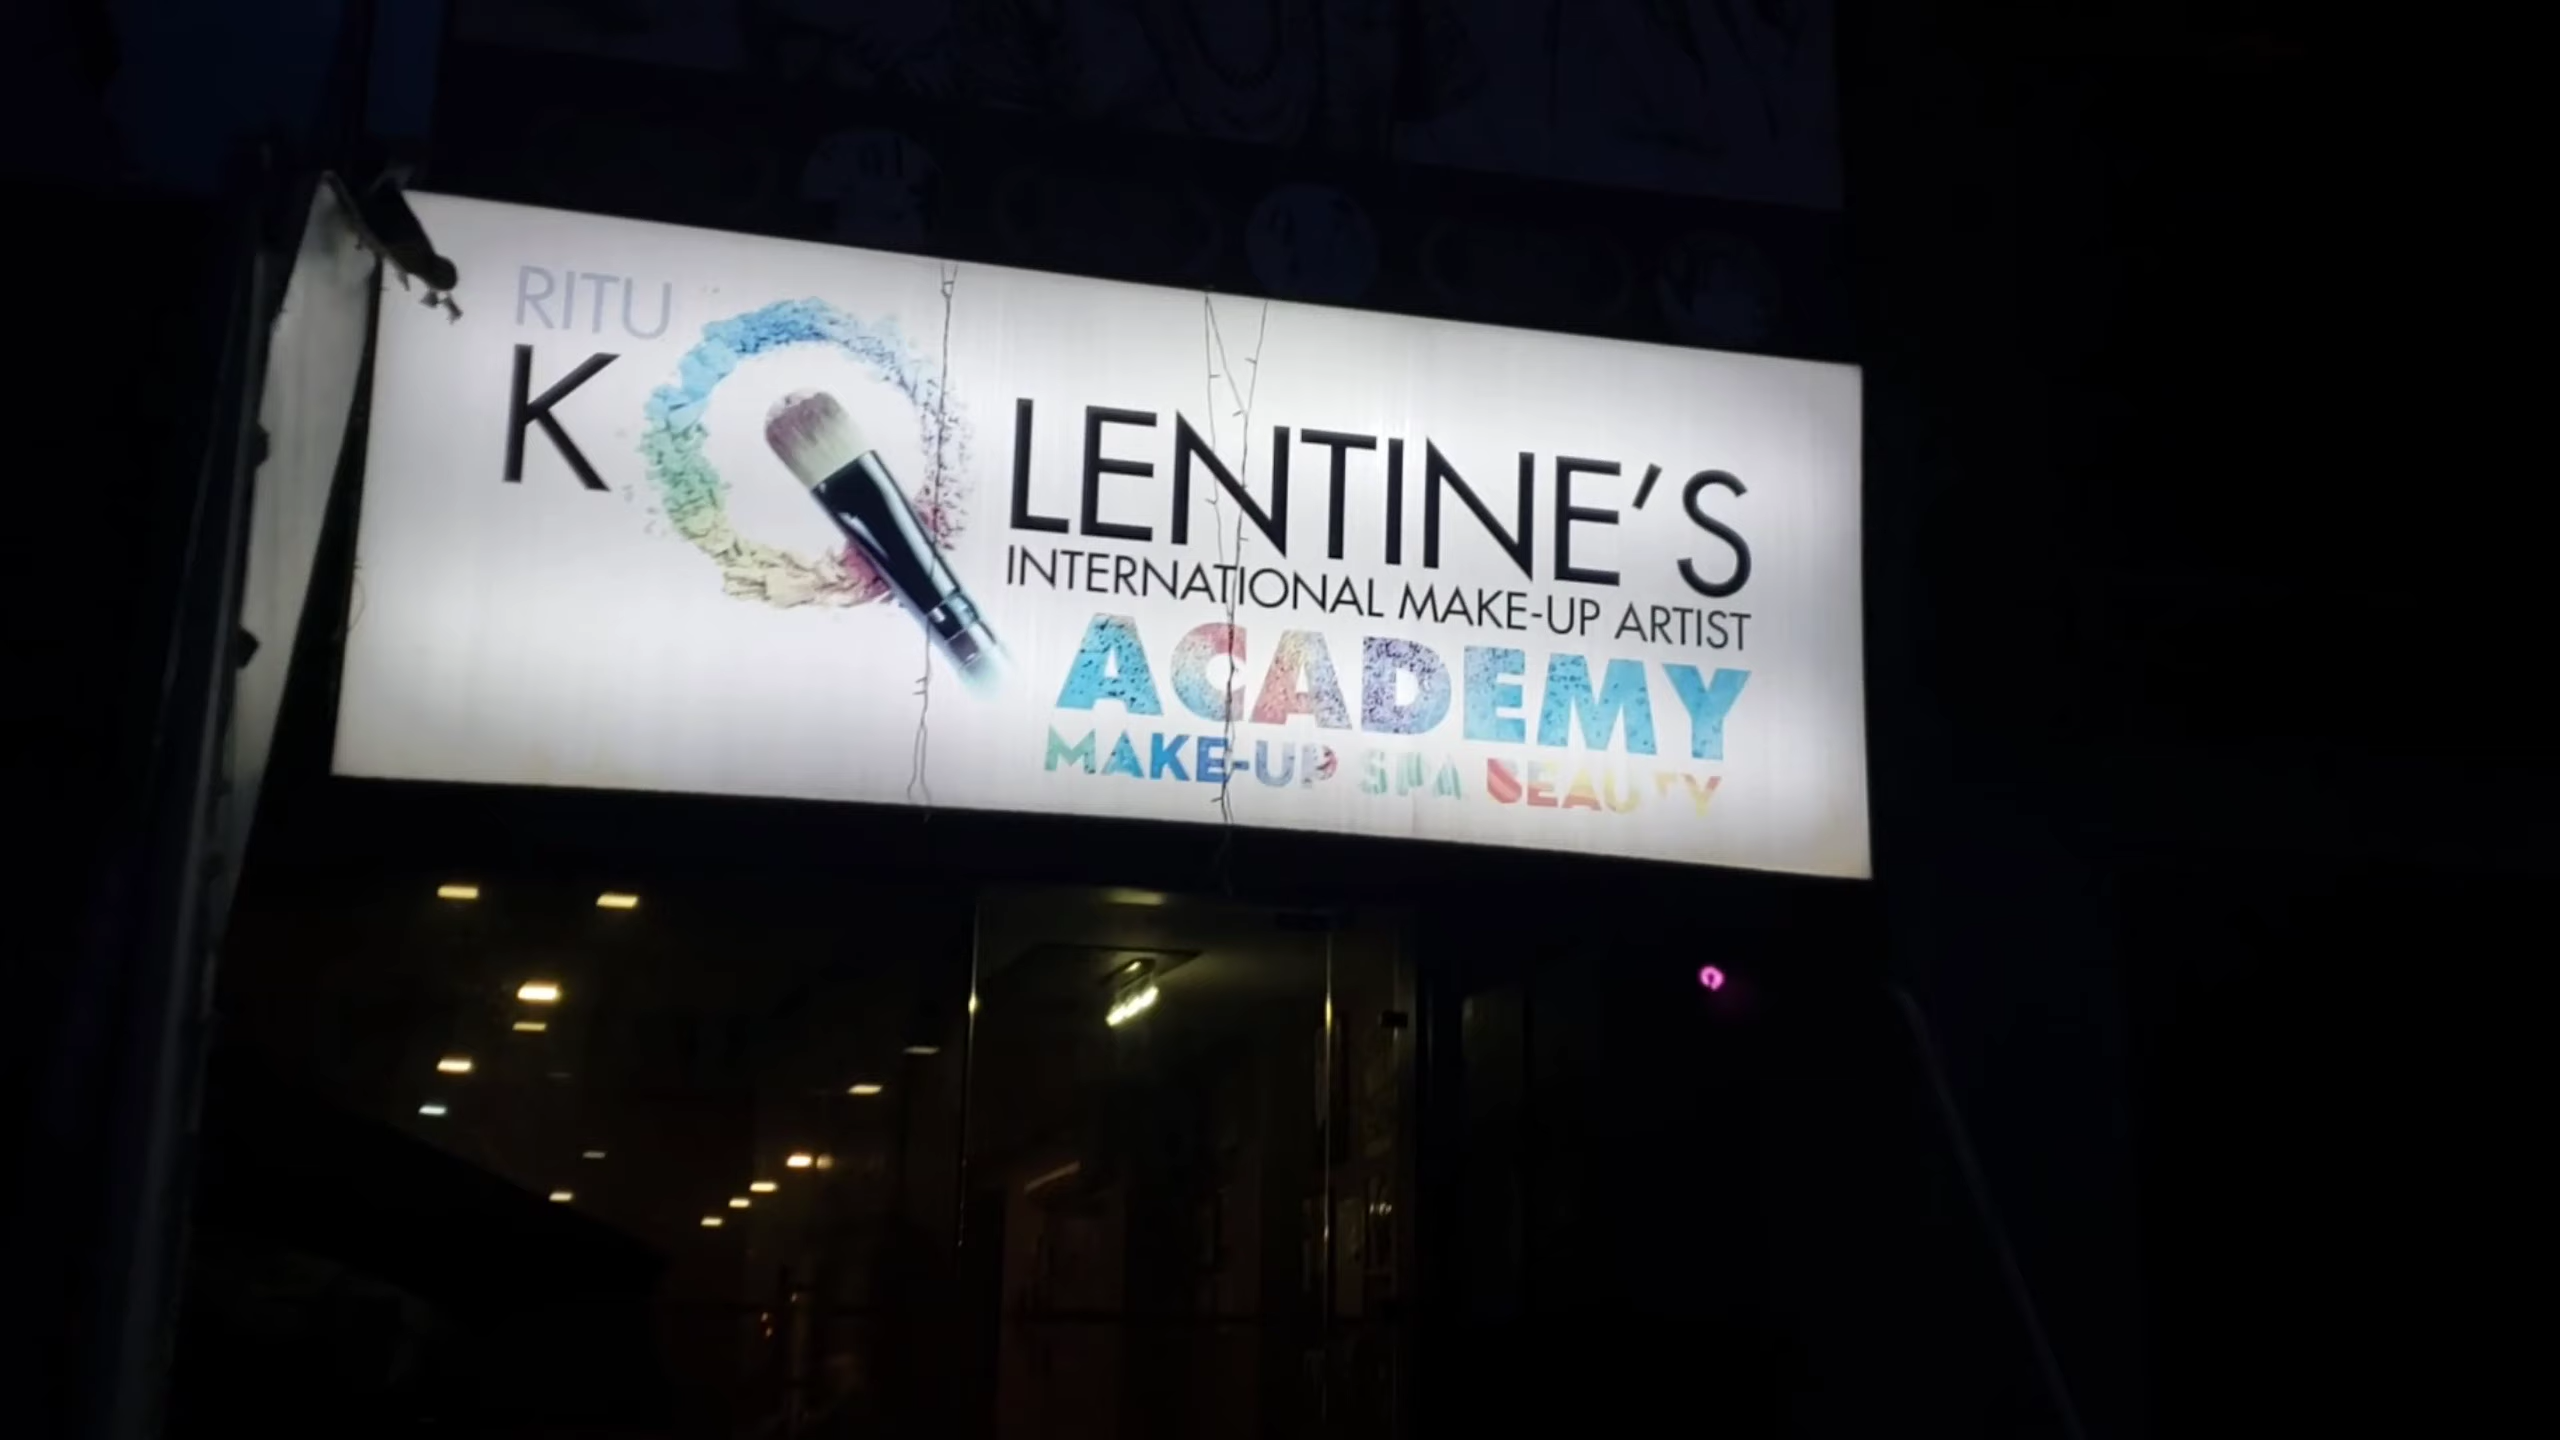 RITU
KOLENTINE'S
INTERNATIONAL MAKE-UP ARTIST
ACADEMY
MAKE-UP SPA BEAUTY